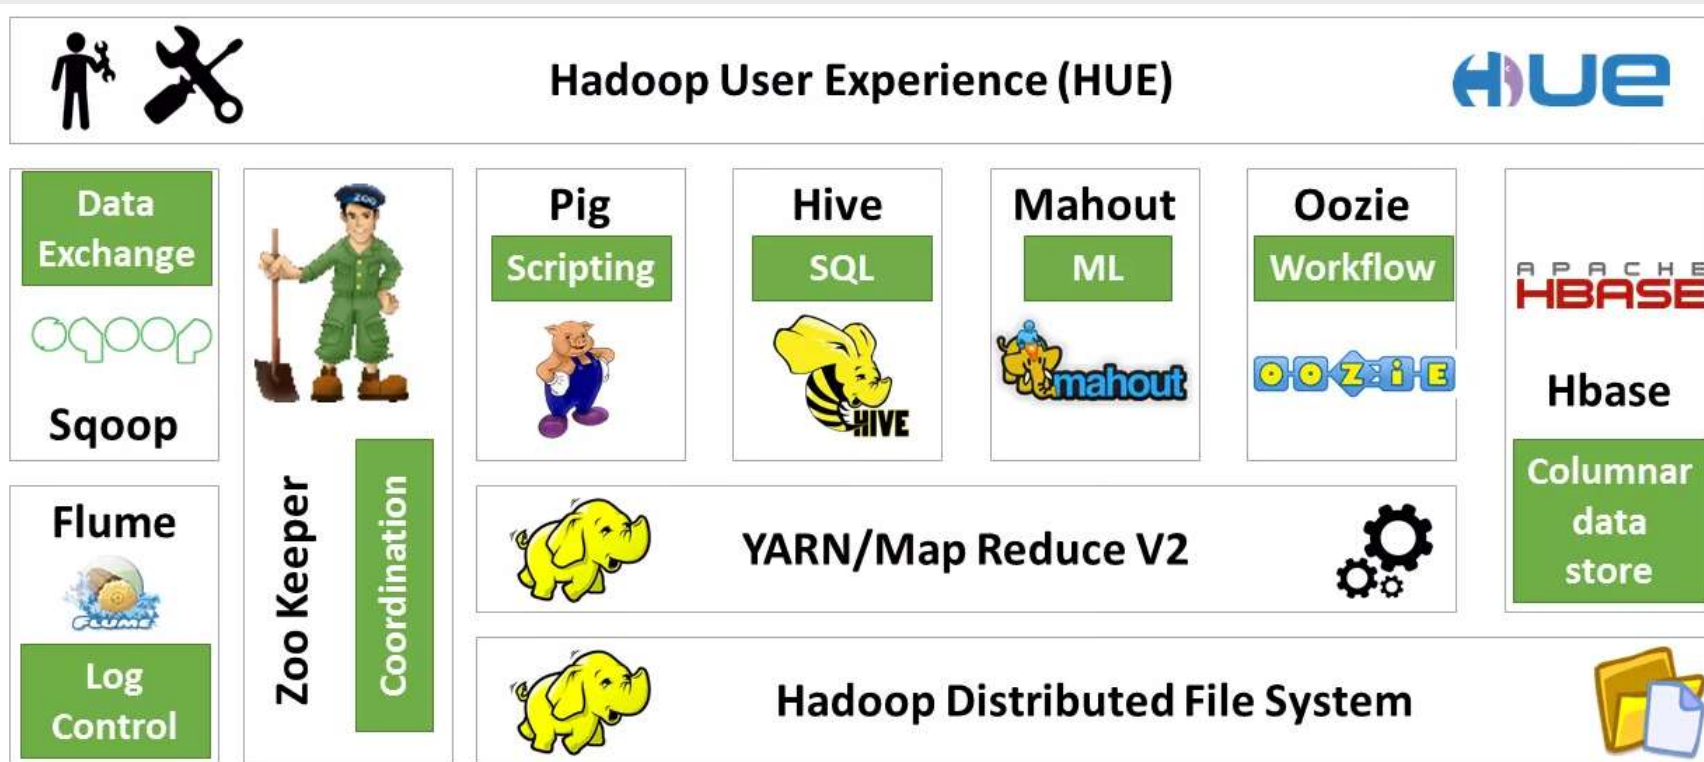 Hadoop User Experience (HUE)
HUE
Data
Exchange
sqoop
Sqoop
Flume
FLUME
Log
Control
ZOO
Zoo Keeper
Coordination
Pig
Scripting
Hive
SQL
HIVE
Mahout
ML
mahout
Oozie
Workflow
OOZiE
APACHE
HBASE
Hbase
Columnar
data
store
YARN/Map Reduce V2
Hadoop Distributed File System